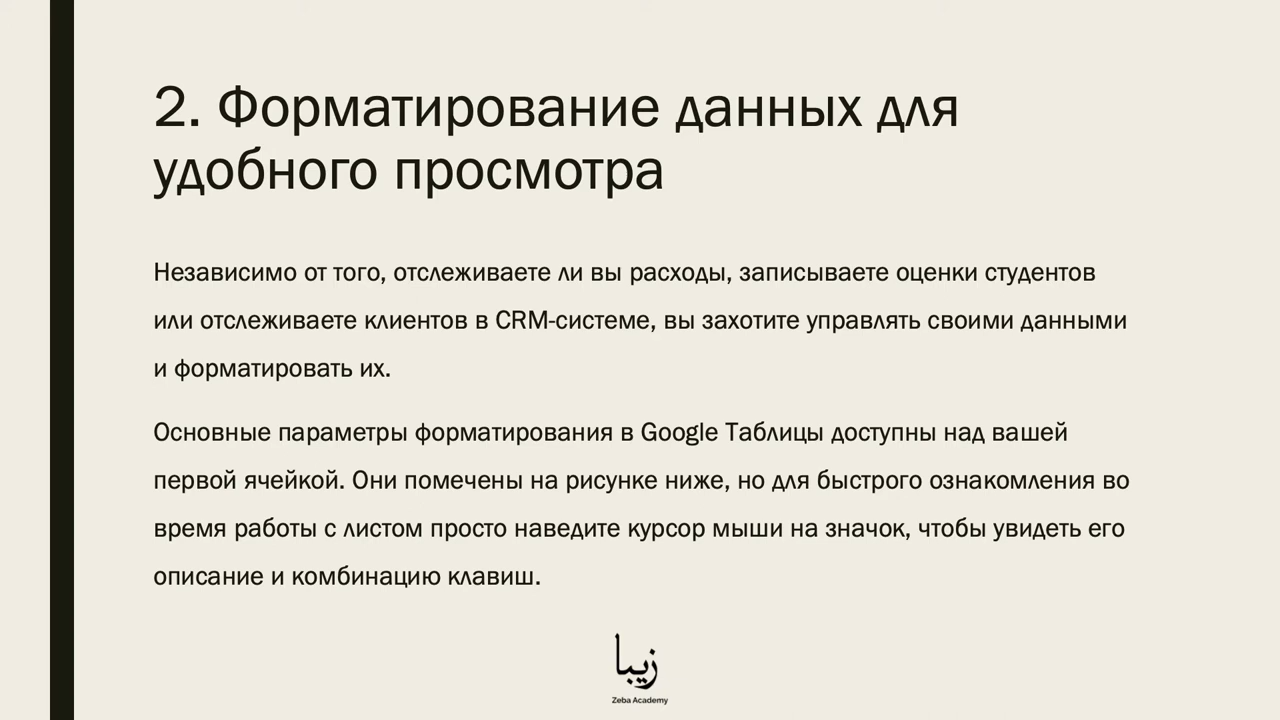 2. Форматирование данных для
удобного просмотра
Независимо от того, отслеживаете ли вы расходы, записываете оценки студентов
или отслеживаете клиентов в CRM-системе, вы захотите управлять своими данными
и форматировать их.
Основные параметры форматирования в Google Таблицы доступны над вашей
первой ячейкой. Они помечены на рисунке ниже, но для быстрого ознакомления во
время работы с листом просто наведите курсор мыши на значок, чтобы увидеть его
описание и комбинацию клавиш.
زیبا
Zeba Academy